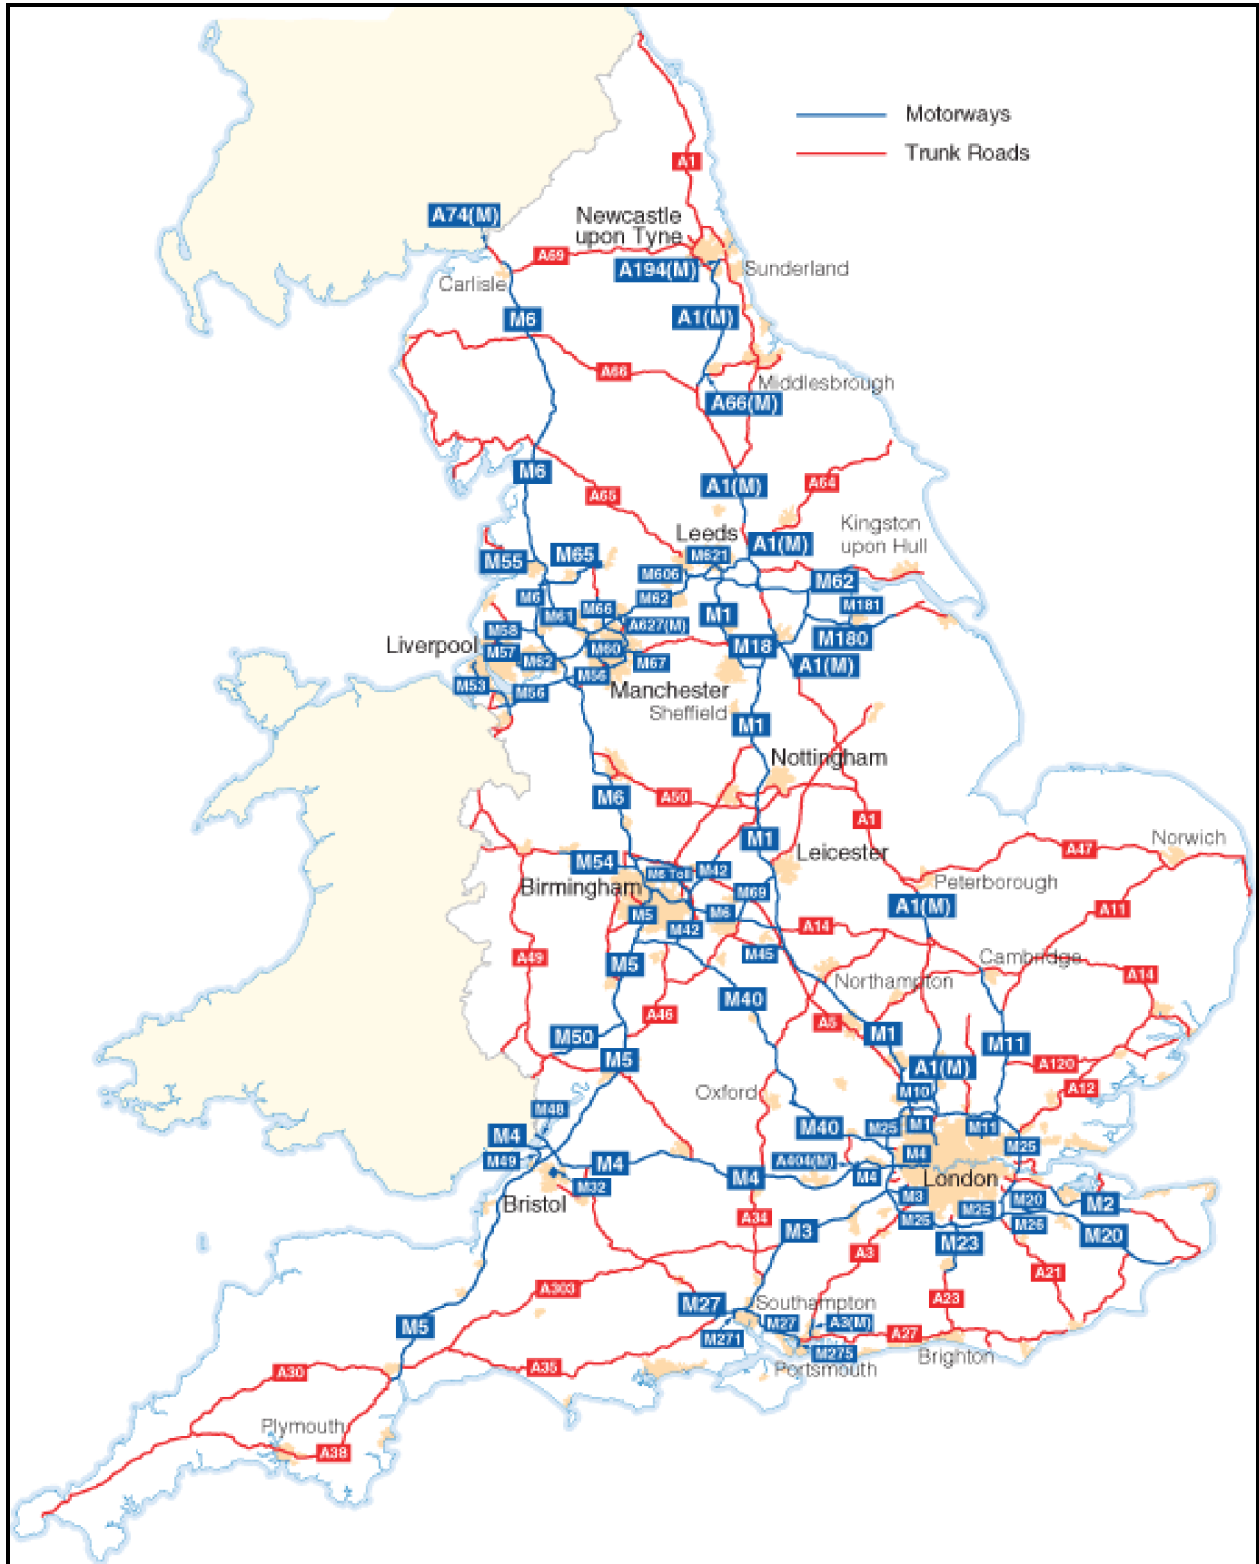 Motorways
Trunk Roads
A1
A74(M)
Newcastle
upon Tyne
A69
A194(M)
Sunderland
Carlisle
M6
A1(M)
A66
Middlesbrough
A66(M)
M6
A1(M)
A64
A65
Kingston
upon Hull
Leeds
A1(M)
M55
M65
M621
M606
M62
M6
M62
M181
M61
M66
M1
A627(M)
M58
M180
Liverpool
M57
M62
M60
M67
M18
A1(M)
M53
M56
M56
Manchester
Sheffield
M1
Nottingham
M6
A50
A1
M1
A47
Norwich
Leicester
M54
M6 Toll
M42
Birmingham
M69
Peterborough
A1(M)
A11
M5
M6
A14
M42
M45
A49
M5
Cambridge
A14
Northampton
M40
A46
A5
M50
M1
M11
M5
A1(M)
A120
A12
Oxford
M10
M48
M4
M40
M25
M1
M11
M25
M49
M4
A404(M)
M4
M4
M4
London
M32
Bristol
M3
M20
M2
M25
M25
M26
A34
M3
M23
M20
A3
A21
A303
A23
M27
Southampton
M27
A3(M)
M5
M271
A27
M275
Brighton
Portsmouth
A30
A35
Plymouth
A38